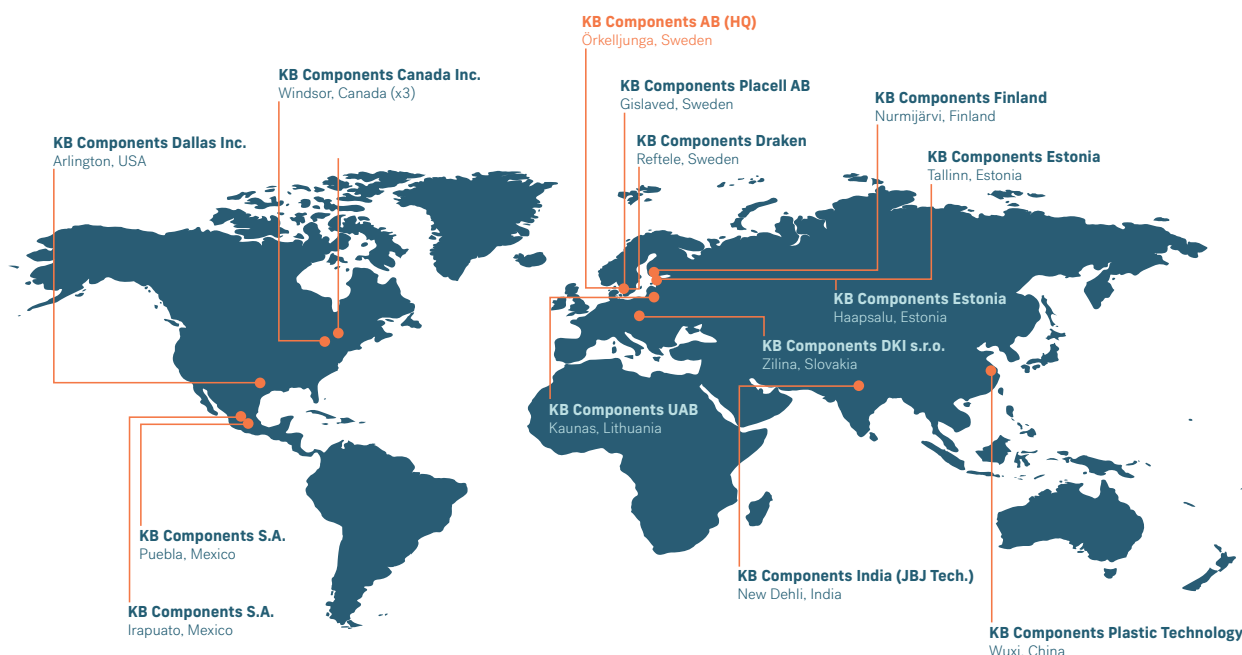 KB Components AB (HQ)
Örkelljunga, Sweden
KB Components Canada Inc.
Windsor, Canada (x3)
KB Components Placell AB
Gislaved, Sweden
KB Components Finland
Nurmijärvi, Finland
KB Components Dallas Inc.
Arlington, USA
KB Components Draken
Reftele, Sweden
KB Components Estonia
Tallinn, Estonia
KB Components Estonia
Haapsalu, Estonia
KB Components DKI s.r.o.
Zilina, Slovakia
KB Components UAB
Kaunas, Lithuania
KB Components S.A.
Puebla, Mexico
KB Components India (JBJ Tech.)
New Dehli, India
KB Components S.A.
Irapuato, Mexico
KB Components Plastic Technology
Wuxi, China